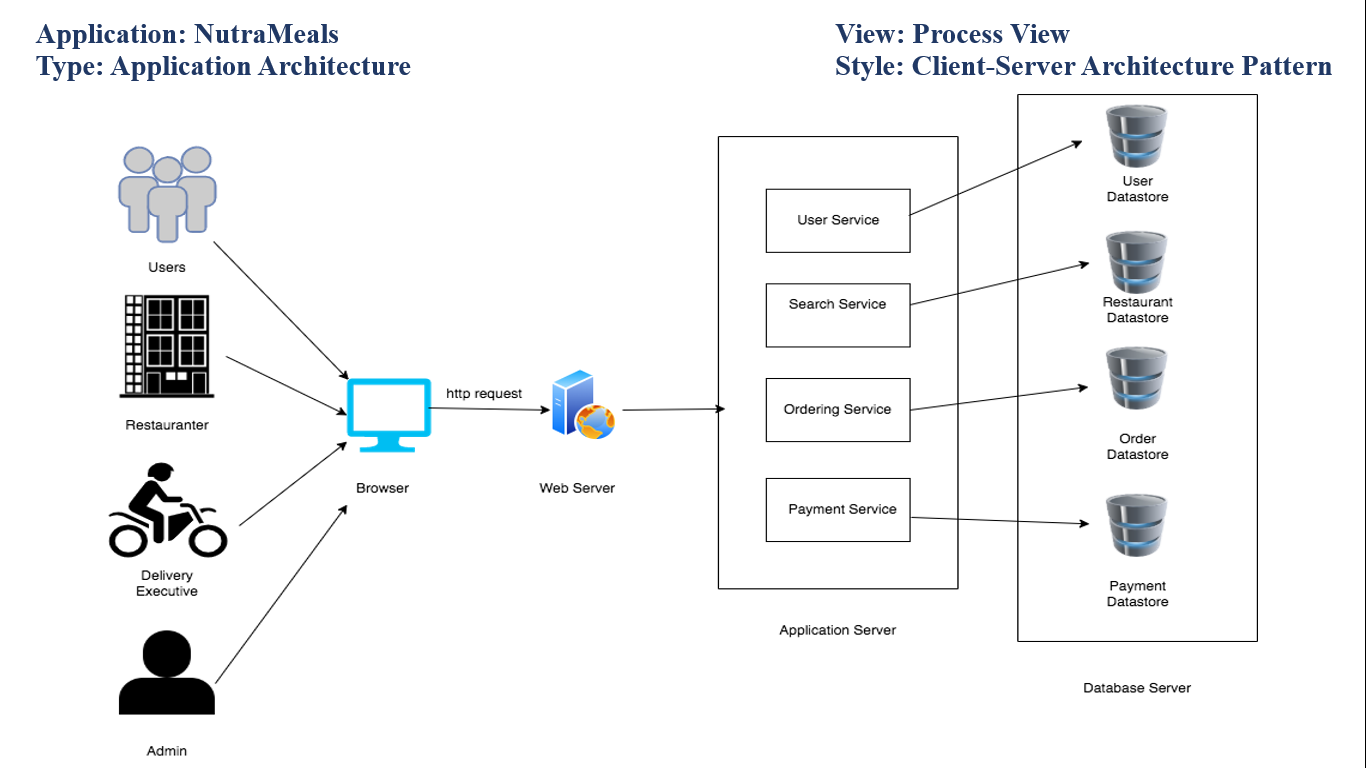 Application: NutraMeals
Type: Application Architecture
View: Process View
Style: Client-Server Architecture Pattern
Users
Restauranter
Delivery
Executive
Admin
Browser
http request
Web Server
User Service
Search Service
Ordering Service
Payment Service
Application Server
User
Datastore
Restaurant
Datastore
Order
Datastore
Payment
Datastore
Database Server